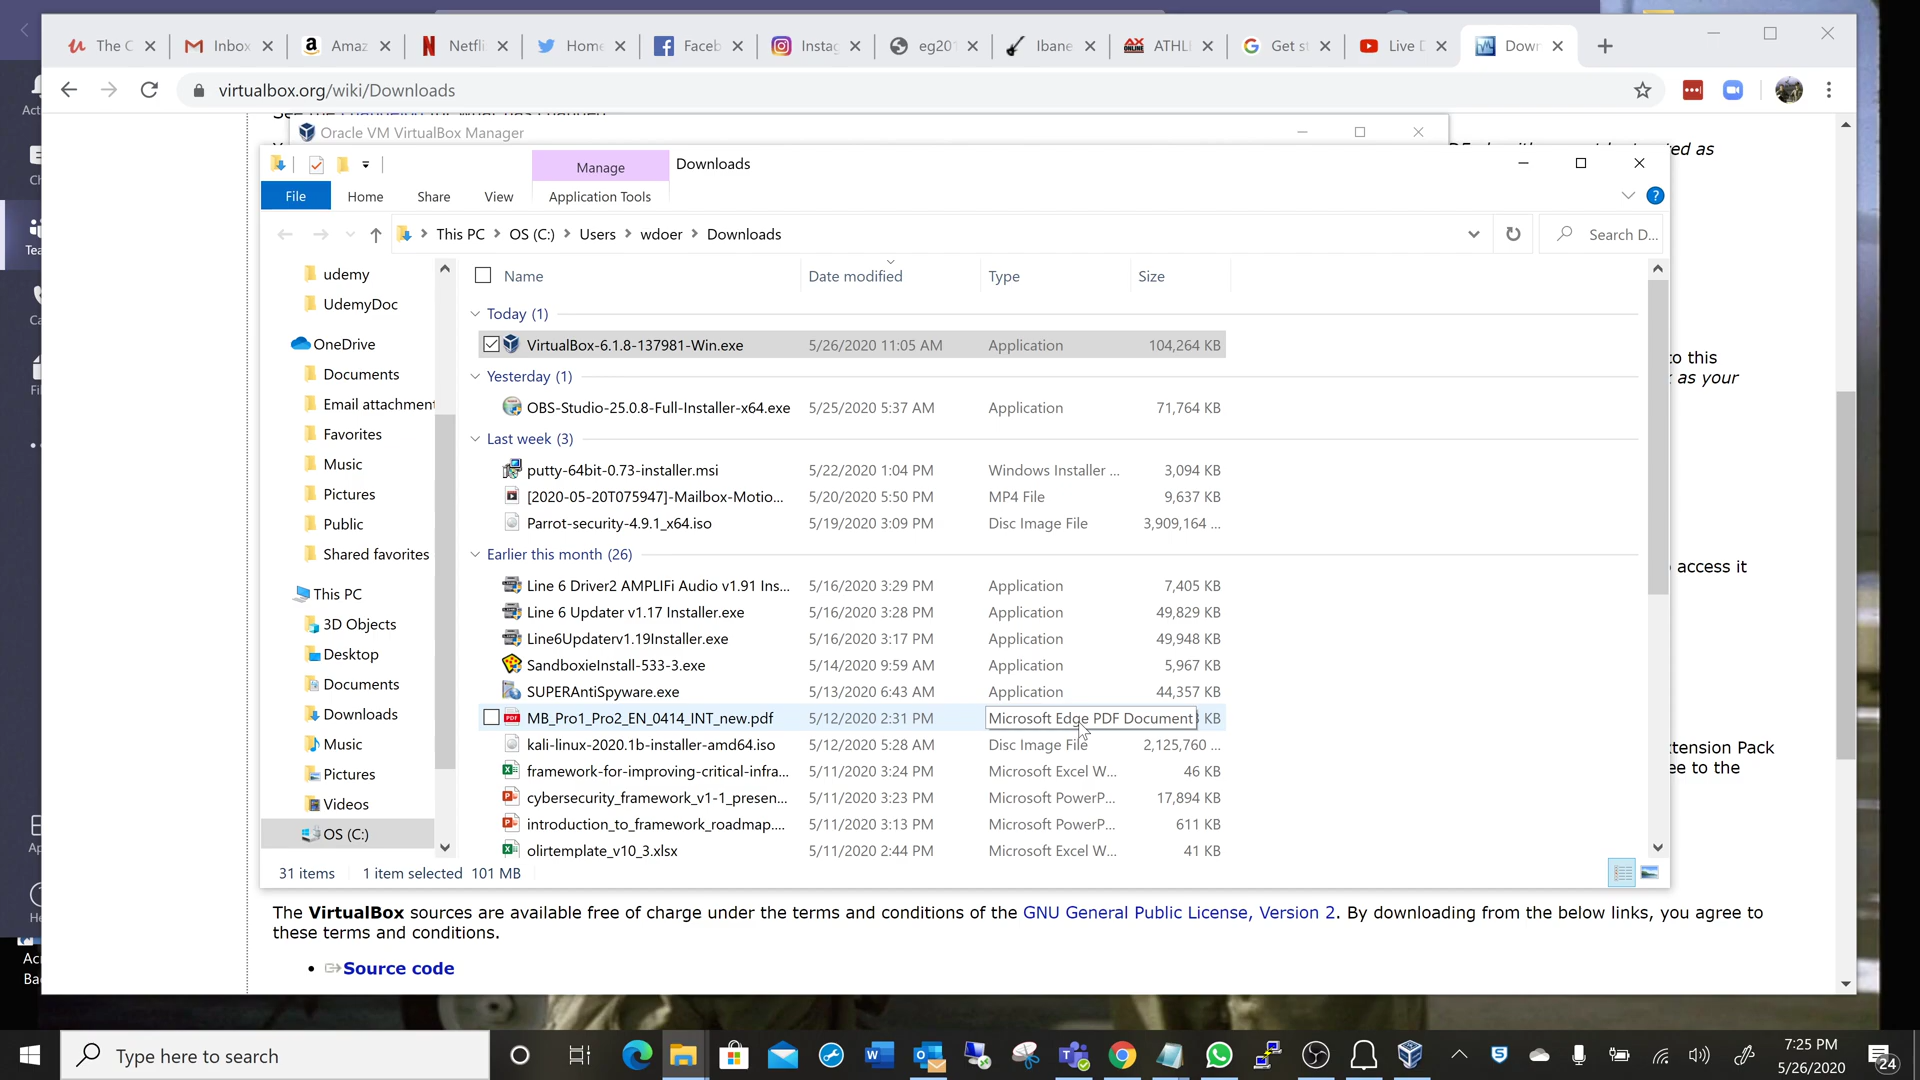 The C
Inbox
Amaz
Netfli
Home
Faceb
Instag
eg20
Ibane
ATHLI
Get st
Live D
Down
virtualbox.org/wiki/Downloads
Oracle VM VirtualBox Manager
ed as
Manage
Downloads
File
Home
Share
View
Application Tools
This PC > OS (C:) > Users > wdoer > Downloads
Search D...
udemy
UdemyDoc
OneDrive
Documents
Email attachment
Favorites
Music
Pictures
Public
Shared favorites
This PC
3D Objects
Desktop
Documents
Downloads
Music
Pictures
Videos
OS (C:)
Name Date modified Type Size
Today (1)
VirtualBox-6.1.8-137981-Win.exe 5/26/2020 11:05 AM Application 104,264 KB
Yesterday (1)
OBS-Studio-25.0.8-Full-Installer-x64.exe 5/25/2020 5:37 AM Application 71,764 KB
Last week (3)
putty-64bit-0.73-installer.msi 5/22/2020 1:04 PM Windows Installer ... 3,094 KB
[2020-05-20T075947]-Mailbox-Motio... 5/20/2020 5:50 PM MP4 File 9,637 KB
Parrot-security-4.9.1_x64.iso 5/19/2020 3:09 PM Disc Image File 3,909,164 ...
Earlier this month (26)
Line 6 Driver2 AMPLIFi Audio v1.91 Ins... 5/16/2020 3:29 PM Application 7,405 KB
Line 6 Updater v1.17 Installer.exe 5/16/2020 3:28 PM Application 49,829 KB
Line6Updaterv1.19Installer.exe 5/16/2020 3:17 PM Application 49,948 KB
SandboxieInstall-533-3.exe 5/14/2020 9:59 AM Application 5,967 KB
SUPERAntiSpyware.exe 5/13/2020 6:43 AM Application 44,357 KB
MB_Pro1_Pro2_EN_0414_INT_new.pdf 5/12/2020 2:31 PM Microsoft Edge PDF Document KB
kali-linux-2020.1b-installer-amd64.iso 5/12/2020 5:28 AM Disc Image File 2,125,760 ...
framework-for-improving-critical-infra... 5/11/2020 3:24 PM Microsoft Excel W... 46 KB
cybersecurity_framework_v1-1_presen... 5/11/2020 3:23 PM Microsoft PowerP... 17,894 KB
introduction_to_framework_roadmap.... 5/11/2020 3:13 PM Microsoft PowerP... 611 KB
olirtemplate_v10_3.xlsx 5/11/2020 2:44 PM Microsoft Excel W... 41 KB
31 items 1 item selected 101 MB
to this
as your
access it
tension Pack
ee to the
The VirtualBox sources are available free of charge under the terms and conditions of the GNU General Public License, Version 2. By downloading from the below links, you agree to
these terms and conditions.
• Source code
Type here to search
7:25 PM
5/26/2020
24